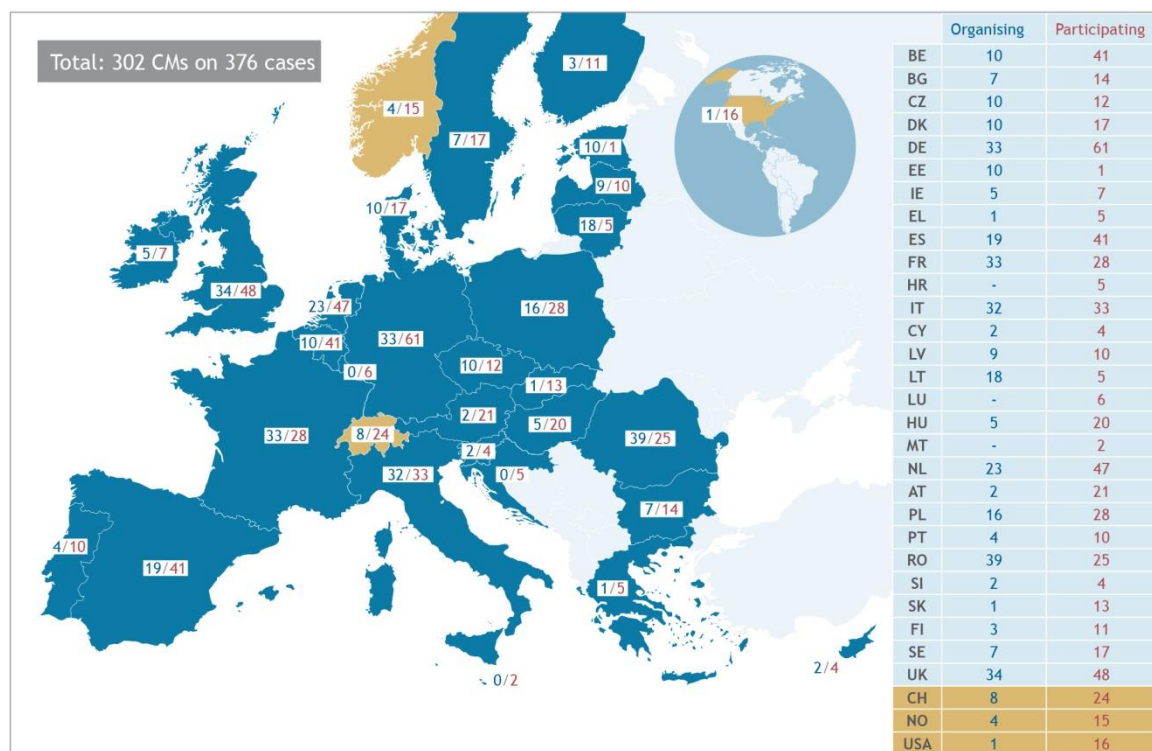 Total: 302 CMs on 376 cases
3/11
4/15
1/16
7/17
10/1
9/10
10/17
18/5
5/7
34/48
23/47
16/28
10/41
33/61
0/6
10/12
1/13
2/21
5/20
33/28
8/24
39/25
2/4
32/33
0/5
7/14
4/10
19/41
1/5
2/4
0/2
Organising Participating
BE 10 41
BG 7 14
CZ 10 12
DK 10 17
DE 33 61
EE 10 1
IE 5 7
EL 1 5
ES 19 41
FR 33 28
HR - 5
IT 32 33
CY 2 4
LV 9 10
LT 18 5
LU - 6
HU 5 20
MT - 2
NL 23 47
AT 2 21
PL 16 28
PT 4 10
RO 39 25
SI 2 4
SK 1 13
FI 3 11
SE 7 17
UK 34 48
CH 8 24
NO 4 15
USA 1 16